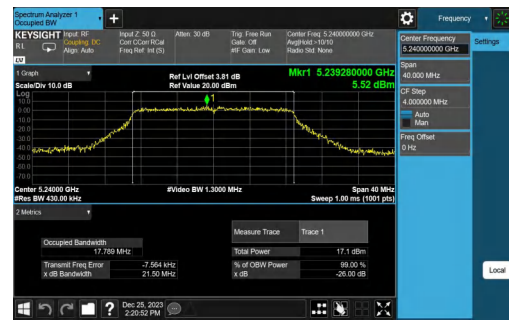 Spectrum Analyzer 1
Occupied BW
Frequency
KEYSIGHT
Input: RF
Input Z: 50 Ω
Atten: 30 dB
Trig: Free Run
Center Freq: 5.240000000 GHz
RL
Coupling: DC
Corr CCorr RCal
Gate: Off
Avg|Hold:>10/10
Align: Auto
Freq Ref: Int (S)
#IF Gain: Low
Radio Std: None
Center Frequency
5.240000000 GHz
Settings
Span
40.000 MHz
CF Step
4.000000 MHz
Auto
Man
Freq Offset
0 Hz
Local
1 Graph
Scale/Div 10.0 dB
Ref Lvl Offset 3.81 dB
Ref Value 20.00 dBm
Mkr1 5.239280000 GHz
5.52 dBm
Log
10.0
0.00
-10.0
-20.0
-30.0
-40.0
-50.0
-60.0
-70.0
1
Center 5.24000 GHz
#Video BW 1.3000 MHz
Span 40 MHz
#Res BW 430.00 kHz
Sweep 1.00 ms (1001 pts)
2 Metrics
Measure Trace
Trace 1
Occupied Bandwidth
17.789 MHz
Total Power
17.1 dBm
Transmit Freq Error
-7.564 kHz
% of OBW Power
99.00 %
x dB Bandwidth
21.50 MHz
x dB
-26.00 dB
Dec 25, 2023
2:20:52 PM